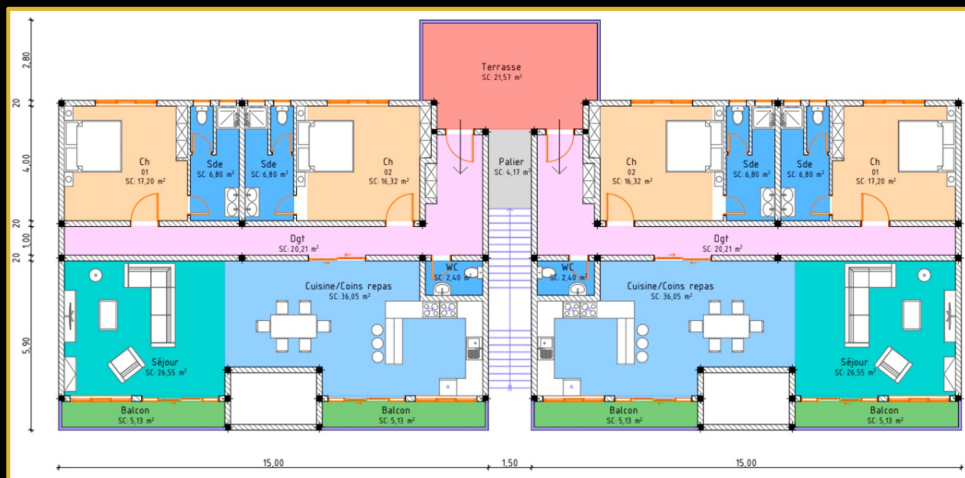 Terrasse
SC: 21,57 m²
2,80
20
4,00
20
1,00
20
5,90
Ch
01
SC: 17,20 m²
Sde
SC: 6,80 m²
Sde
SC: 6,80 m²
Ch
02
SC: 16,32 m²
Palier
SC: 4,17 m²
Ch
02
SC: 16,32 m²
Sde
SC: 6,80 m²
Sde
SC: 6,80 m²
Ch
01
SC: 17,20 m²
Dgt
SC: 20,21 m²
Dgt
SC: 20,21 m²
WC
SC: 2,40 m²
WC
SC: 2,40 m²
Cuisine/Coins repas
SC: 36,05 m²
Cuisine/Coins repas
SC: 36,05 m²
Séjour
SC: 26,55 m²
Séjour
SC: 26,55 m²
Balcon
SC: 5,13 m²
Balcon
SC: 5,13 m²
Balcon
SC: 5,13 m²
Balcon
SC: 5,13 m²
15,00
1,50
15,00